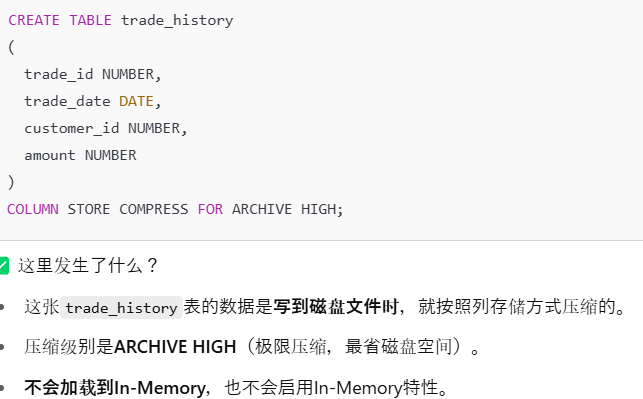 CREATE TABLE trade_history
(
  trade_id NUMBER,
  trade_date DATE,
  customer_id NUMBER,
  amount NUMBER
)
COLUMN STORE COMPRESS FOR ARCHIVE HIGH;
✅ 这里发生了什么？
• 这张trade_history表的数据是写到磁盘文件时，就按照列存储方式压缩的。
• 压缩级别是ARCHIVE HIGH（极限压缩，最省磁盘空间）。
• 不会加载到In-Memory，也不会启用In-Memory特性。